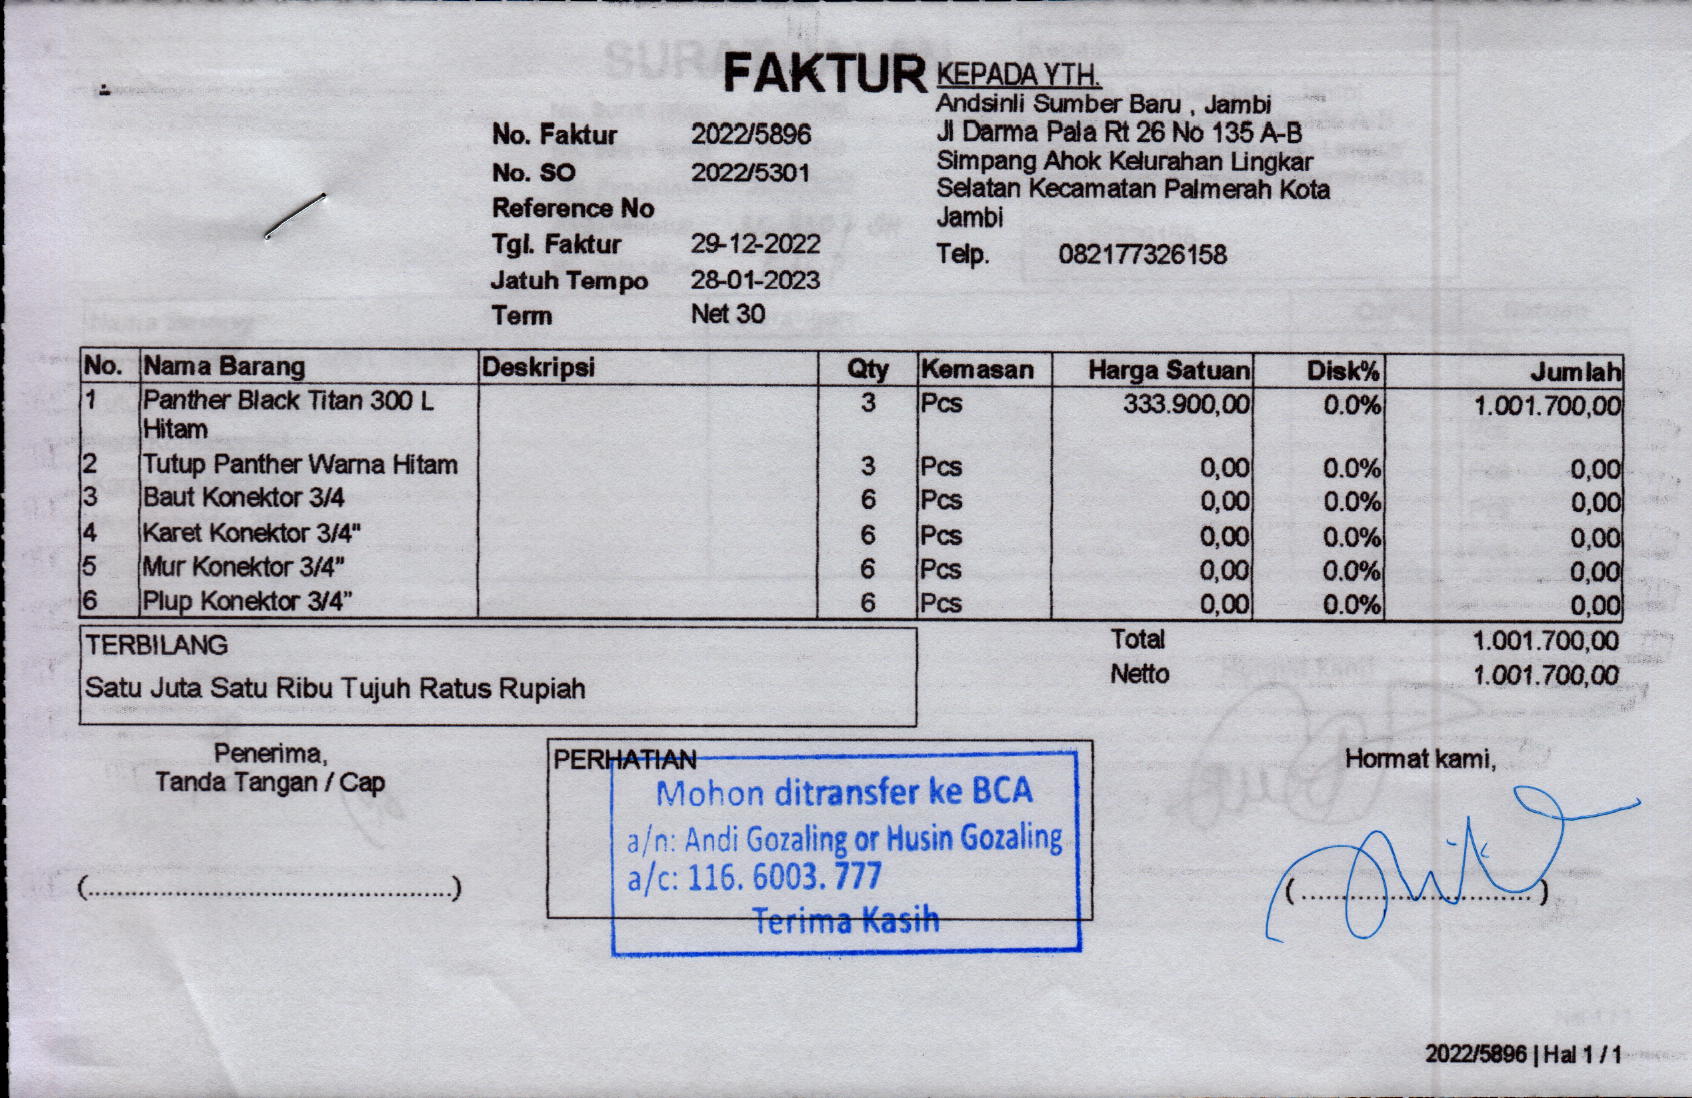 FAKTUR
KEPADA YTH.
Andsinli Sumber Baru , Jambi
Jl Darma Pala Rt 26 No 135 A-B
Simpang Ahok Kelurahan Lingkar
Selatan Kecamatan Palmerah Kota
Jambi
Telp. 082177326158
No. Faktur 2022/5896
No. SO 2022/5301
Reference No
Tgl. Faktur 29-12-2022
Jatuh Tempo 28-01-2023
Term Net 30
No. Nama Barang Deskripsi Qty Kemasan Harga Satuan Disk% Jumlah
1 Panther Black Titan 300 L 3 Pcs 333.900,00 0.0% 1.001.700,00
Hitam
2 Tutup Panther Warna Hitam 3 Pcs 0,00 0.0% 0,00
3 Baut Konektor 3/4 6 Pcs 0,00 0.0% 0,00
4 Karet Konektor 3/4" 6 Pcs 0,00 0.0% 0,00
5 Mur Konektor 3/4" 6 Pcs 0,00 0.0% 0,00
6 Plup Konektor 3/4" 6 Pcs 0,00 0.0% 0,00
TERBILANG
Satu Juta Satu Ribu Tujuh Ratus Rupiah
Total 1.001.700,00
Netto 1.001.700,00
Penerima,
Tanda Tangan / Cap
(................................................)
PERHATIAN
Mohon ditransfer ke BCA
a/n: Andi Gozaling or Husin Gozaling
a/c: 116. 6003. 777
Terima Kasih
Hormat kami,
(..............................)
2022/5896 | Hal 1 / 1